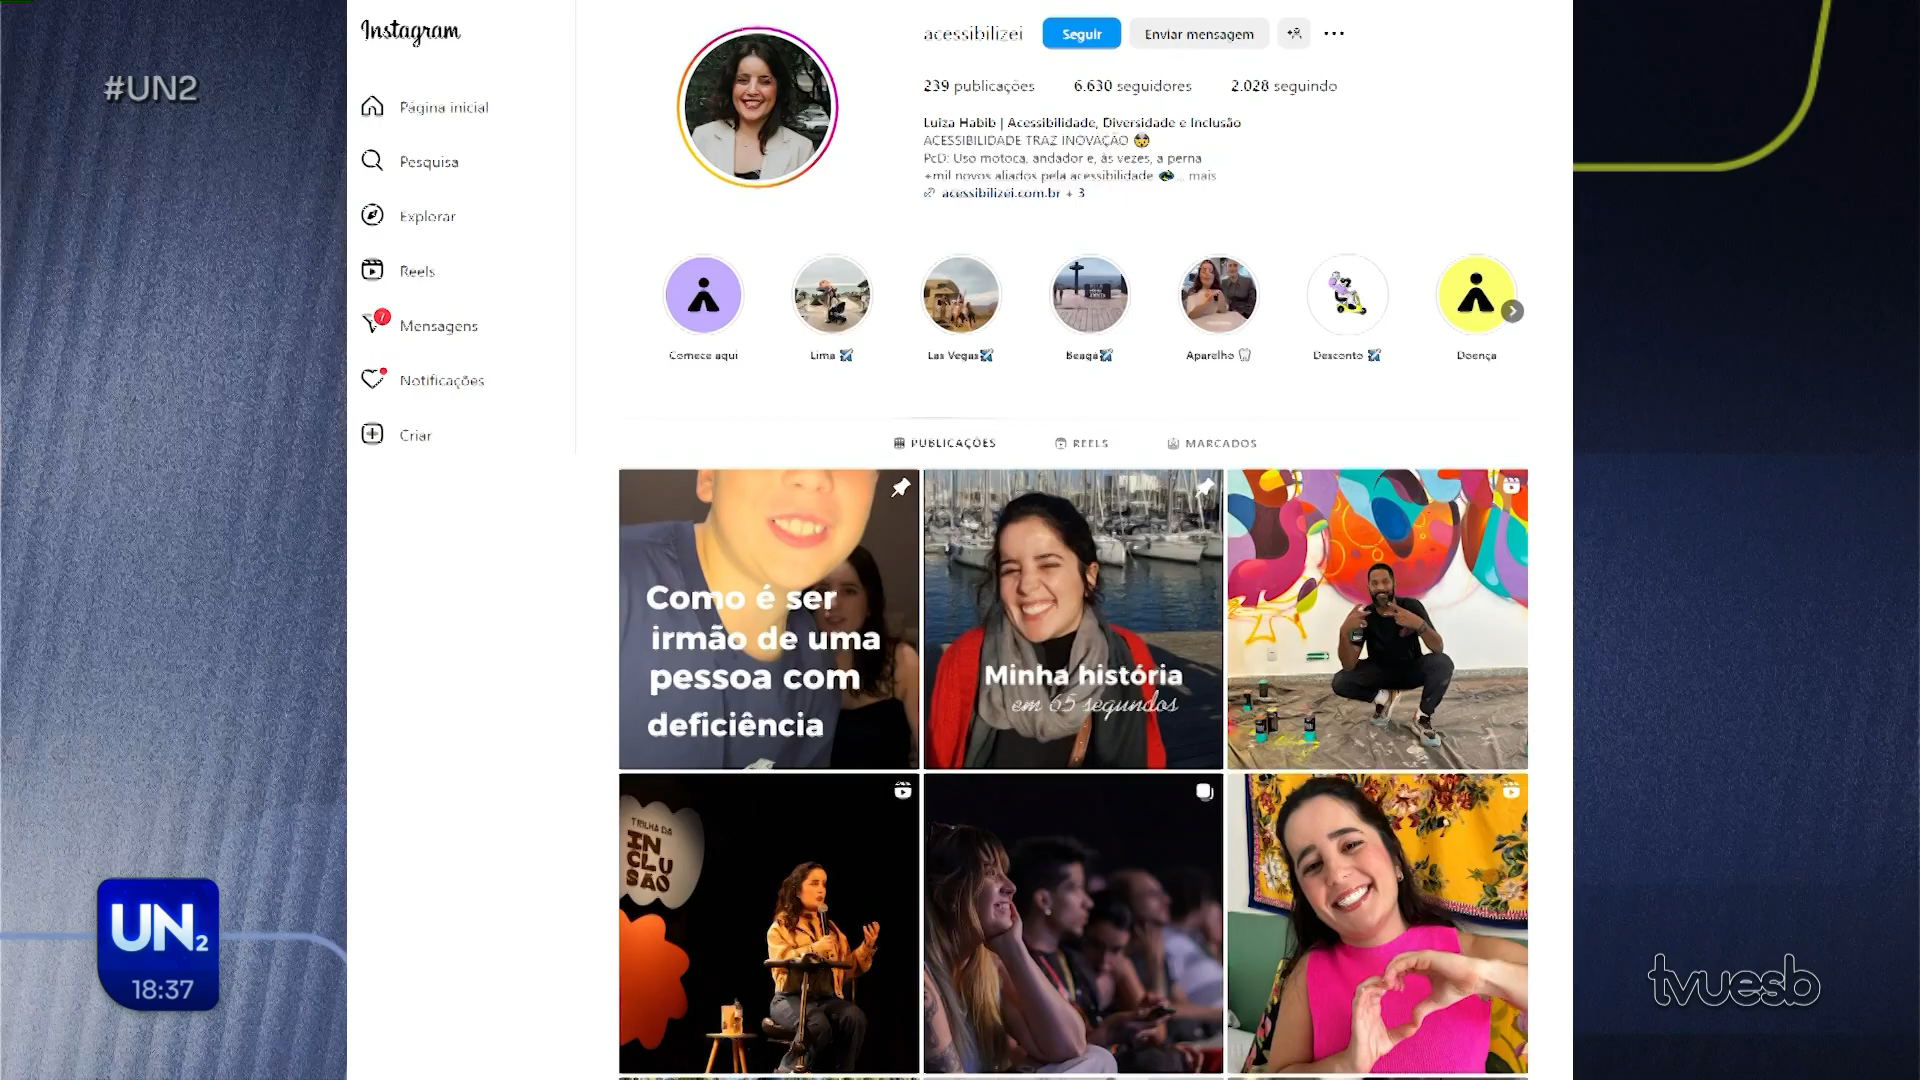 #UN2
Instagram
Página inicial
Pesquisa
Explorar
Reels
7
Mensagens
Notificações
Criar
acessibilizei
Seguir
Enviar mensagem
239 publicações
6.630 seguidores
2.028 seguindo
Luiza Habib | Acessibilidade, Diversidade e Inclusão
ACESSIBILIDADE TRAZ INOVAÇÃO 🤯
PcD: Uso motoca, andador e, às vezes, a perna
+mil novos aliados pela acessibilidade ... mais
acessibilizei.com.br + 3
Comece aqui
Lima
Las Vegas
Beagá
Aparelho 🦷
Desconto
Doença
PUBLICAÇÕES
REELS
MARCADOS
Como é ser
irmão de uma
pessoa com
deficiência
Minha história
em 65 segundos
TRILHA DA
IN
CLU
SÃO
UN2
18:37
tvuesb